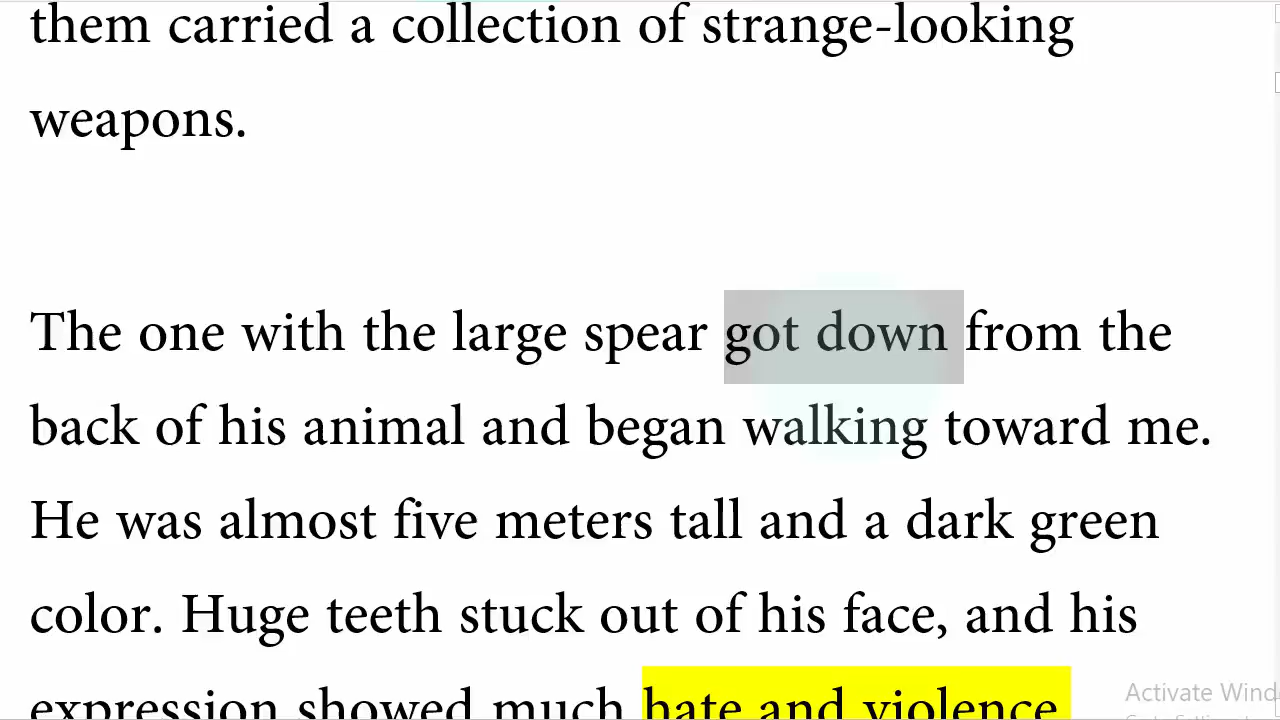 them carried a collection of strange-looking
weapons.
The one with the large spear got down from the
back of his animal and began walking toward me.
He was almost five meters tall and a dark green
color. Huge teeth stuck out of his face, and his
expression showed much hate and violence
Activate Wind